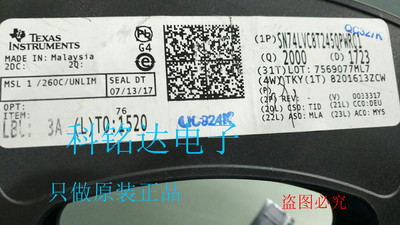 TEXAS
INSTRUMENTS
MADE IN: Malaysia
2DC: 2Q:
G4
MSL 1 /260C/UNLIM
SEAL DT
07/13/17
OPT:
ITEM: 76
LBL: 3A (L)TO:1520
(1P) SN74LVC8T245QPWRQ1
(Q) 2000 (D) 1723
(31T) LOT: 7569077ML7
(4W) TKY(1T) 8201613ZCW
(P)
(2P) REV: (V) 0033317
(20L) CSO: TID (21L) CCO: DEU
(22L) ASO: MLA (23L) ACO: MYS
科铭达电子
只做原装正品
盗图必究